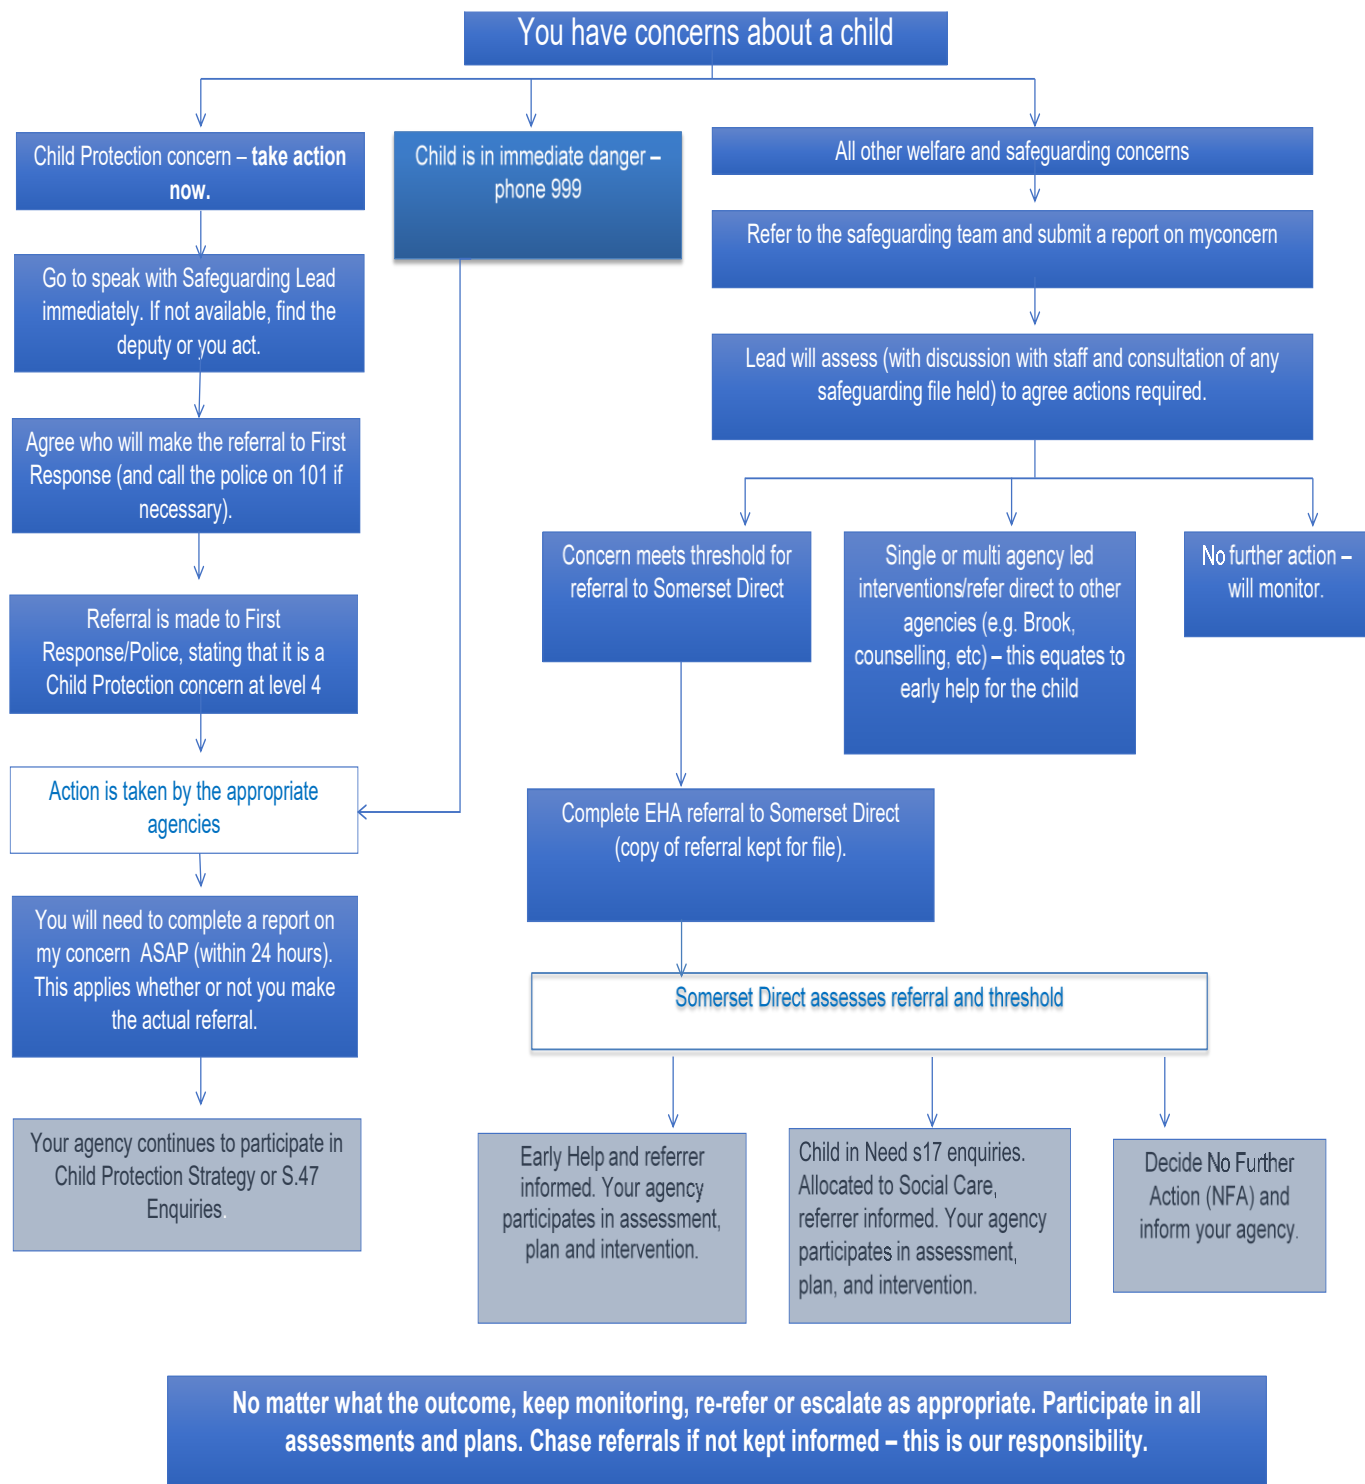 You have concerns about a child
Child Protection concern – take action
now.
Child is in immediate danger –
phone 999
All other welfare and safeguarding concerns
Go to speak with Safeguarding Lead
immediately. If not available, find the
deputy or you act.
Refer to the safeguarding team and submit a report on myconcern
Lead will assess (with discussion with staff and consultation of any
safeguarding file held) to agree actions required.
Agree who will make the referral to First
Response (and call the police on 101 if
necessary).
Concern meets threshold for
referral to Somerset Direct
Single or multi agency led
interventions/refer direct to other
agencies (e.g. Brook,
counselling, etc) – this equates to
early help for the child
No further action –
will monitor.
Referral is made to First
Response/Police, stating that it is a
Child Protection concern at level 4
Action is taken by the appropriate
agencies
Complete EHA referral to Somerset Direct
(copy of referral kept for file).
You will need to complete a report on
my concern ASAP (within 24 hours).
This applies whether or not you make
the actual referral.
Somerset Direct assesses referral and threshold
Your agency continues to participate in
Child Protection Strategy or S.47
Enquiries.
Early Help and referrer
informed. Your agency
participates in assessment,
plan and intervention.
Child in Need s17 enquiries.
Allocated to Social Care,
referrer informed. Your agency
participates in assessment,
plan, and intervention.
Decide No Further
Action (NFA) and
inform your agency.
No matter what the outcome, keep monitoring, re-refer or escalate as appropriate. Participate in all
assessments and plans. Chase referrals if not kept informed – this is our responsibility.